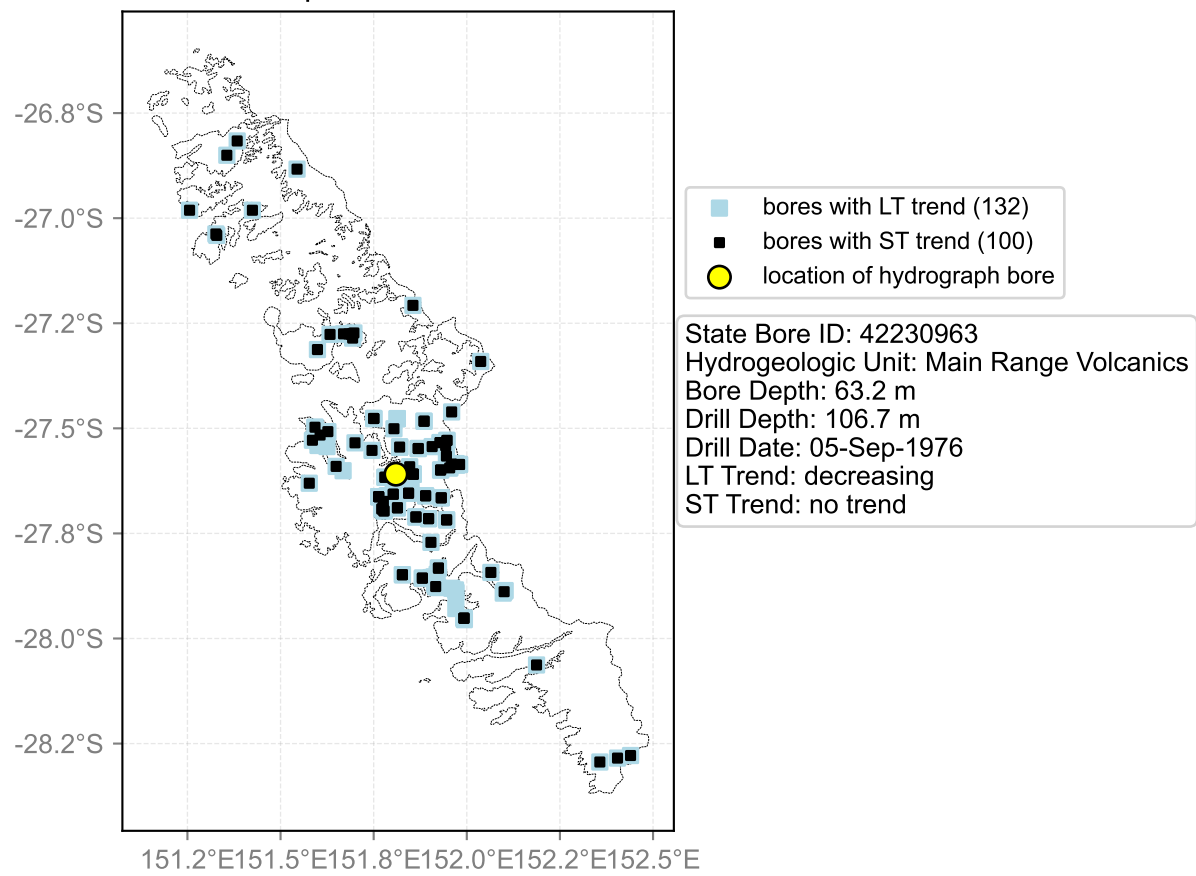 -26.8°S
-27.0°S
-27.2°S
-27.5°S
-27.8°S
-28.0°S
-28.2°S
151.2°E151.5°E151.8°E152.0°E152.2°E152.5°E
bores with LT trend (132)
bores with ST trend (100)
location of hydrograph bore
State Bore ID: 42230963
Hydrogeologic Unit: Main Range Volcanics
Bore Depth: 63.2 m
Drill Depth: 106.7 m
Drill Date: 05-Sep-1976
LT Trend: decreasing
ST Trend: no trend